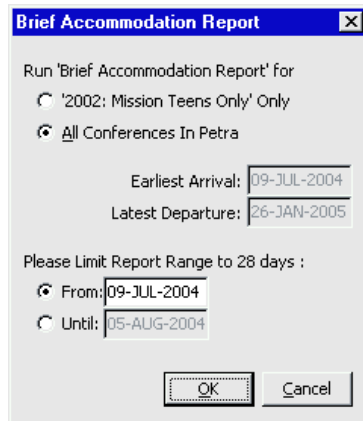 Brief Accommodation Report
Run 'Brief Accommodation Report' for
'2002: Mission Teens Only' Only
All Conferences In Petra
Earliest Arrival: 09-JUL-2004
Latest Departure: 26-JAN-2005
Please Limit Report Range to 28 days :
From: 09-JUL-2004
Until: 05-AUG-2004
OK Cancel